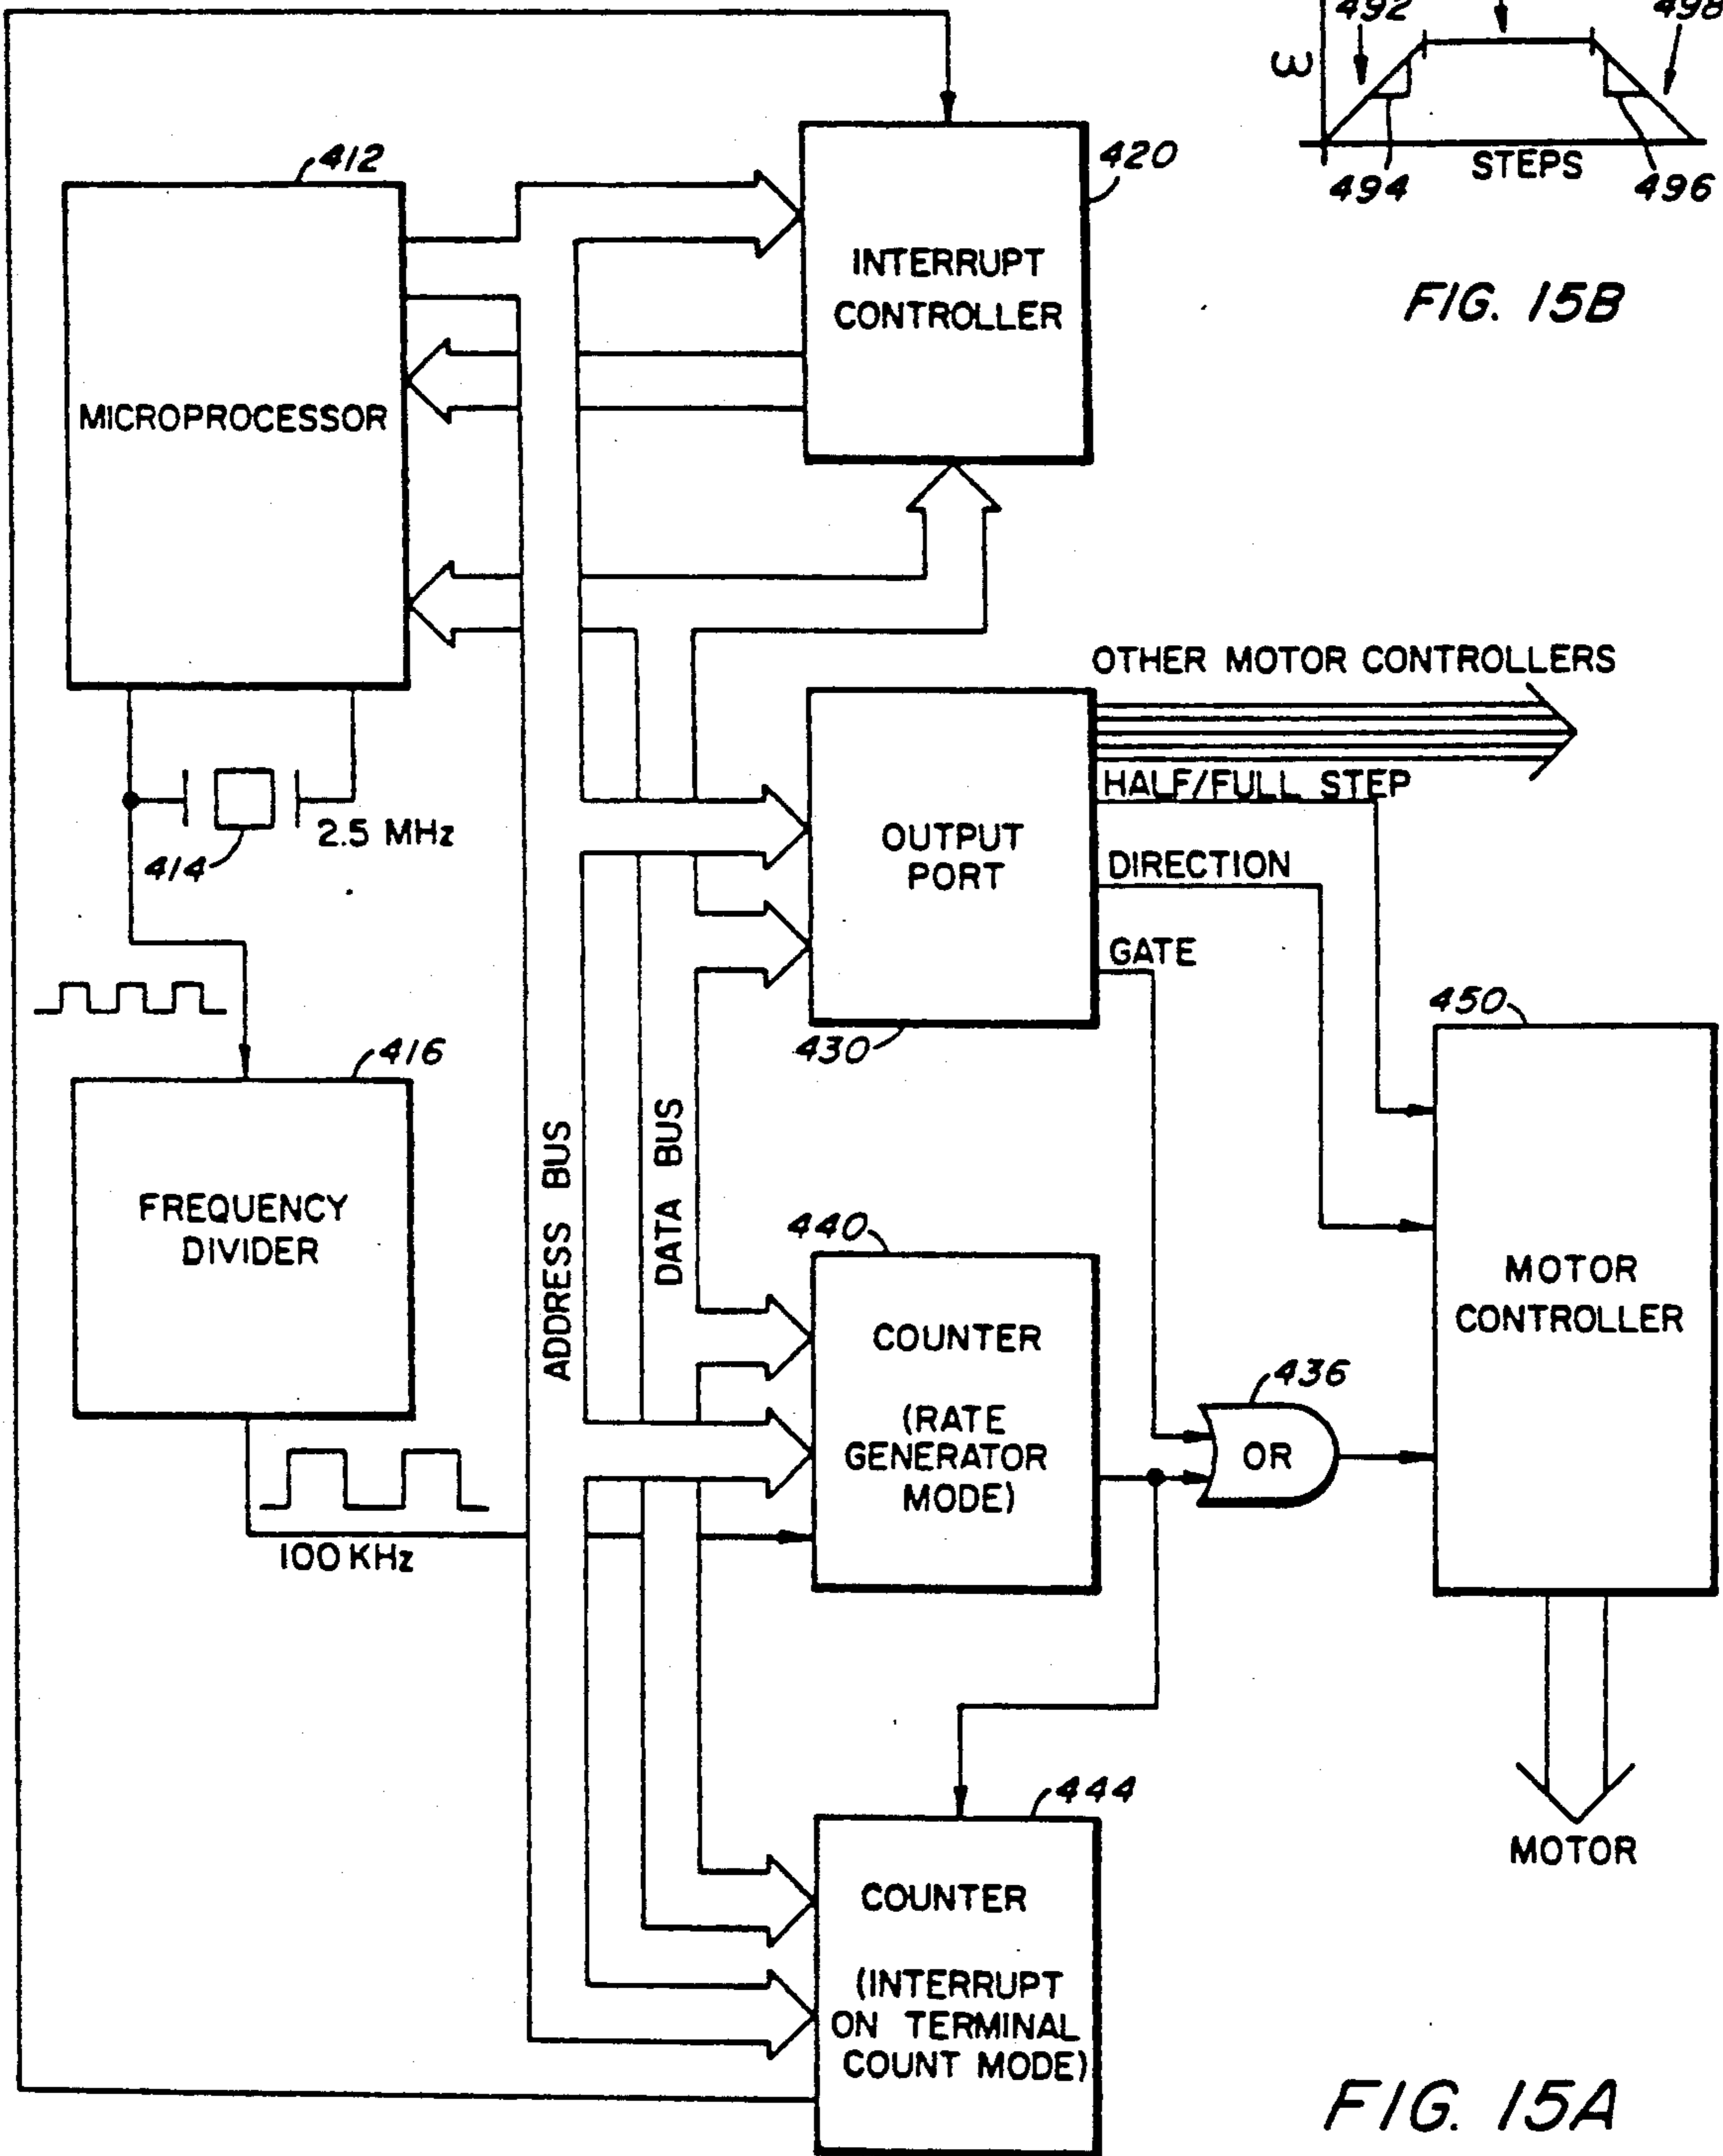 492
498
ω
STEPS
494
496
FIG. 15B
412
420
MICROPROCESSOR
INTERRUPT
CONTROLLER
2.5 MHz
414
OTHER MOTOR CONTROLLERS
HALF/FULL STEP
OUTPUT
PORT
DIRECTION
GATE
430
450
416
FREQUENCY
DIVIDER
ADDRESS BUS
DATA BUS
440
COUNTER
(RATE
GENERATOR
MODE)
436
OR
MOTOR
CONTROLLER
100 KHz
444
COUNTER
(INTERRUPT
ON TERMINAL
COUNT MODE)
MOTOR
FIG. 15A